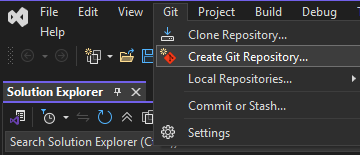 File Edit View Git Project Build Debug
Clone Repository...
Create Git Repository...
Local Repositories...
Solution Explorer
Commit or Stash...
Search Solution Explorer (C
Settings